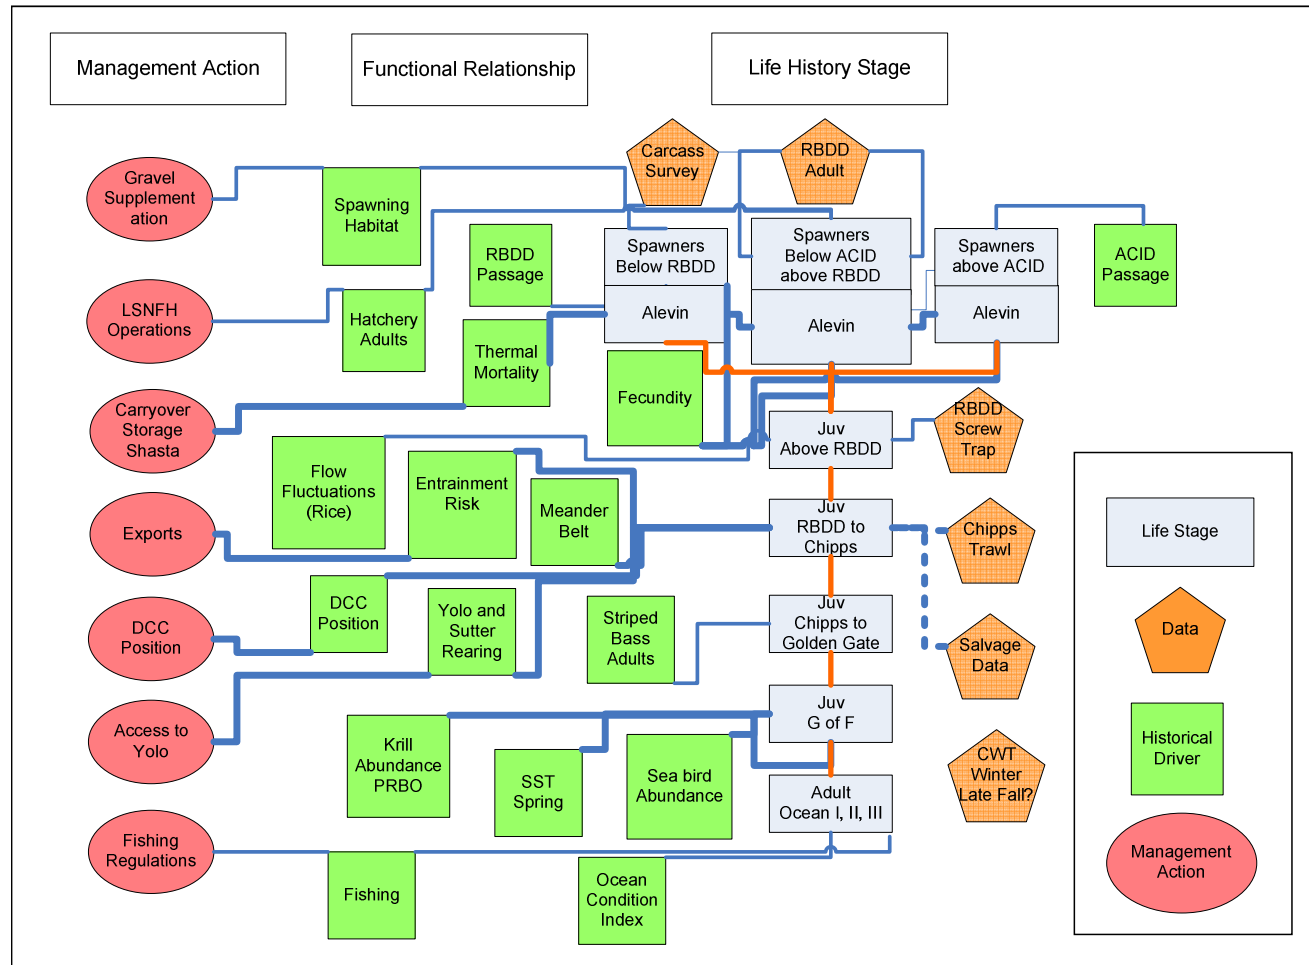 Management Action
Functional Relationship
Life History Stage
Carcass
Survey
RBDD
Adult
Gravel
Supplement
ation
Spawning
Habitat
RBDD
Passage
Spawners
Below RBDD
Spawners
Below ACID
above RBDD
Spawners
above ACID
ACID
Passage
LSNFH
Operations
Hatchery
Adults
Alevin
Alevin
Alevin
Thermal
Mortality
Fecundity
Carryover
Storage
Shasta
Juv
Above RBDD
RBDD
Screw
Trap
Flow
Fluctuations
(Rice)
Entrainment
Risk
Meander
Belt
Exports
Juv
RBDD to
Chipps
Chipps
Trawl
Life Stage
DCC
Position
DCC
Position
Yolo and
Sutter
Rearing
Striped
Bass
Adults
Juv
Chipps to
Golden Gate
Salvage
Data
Data
Access to
Yolo
Krill
Abundance
PRBO
SST
Spring
Sea bird
Abundance
Juv
G of F
CWT
Winter
Late Fall?
Historical
Driver
Adult
Ocean I, II, III
Fishing
Regulations
Fishing
Ocean
Condition
Index
Management
Action